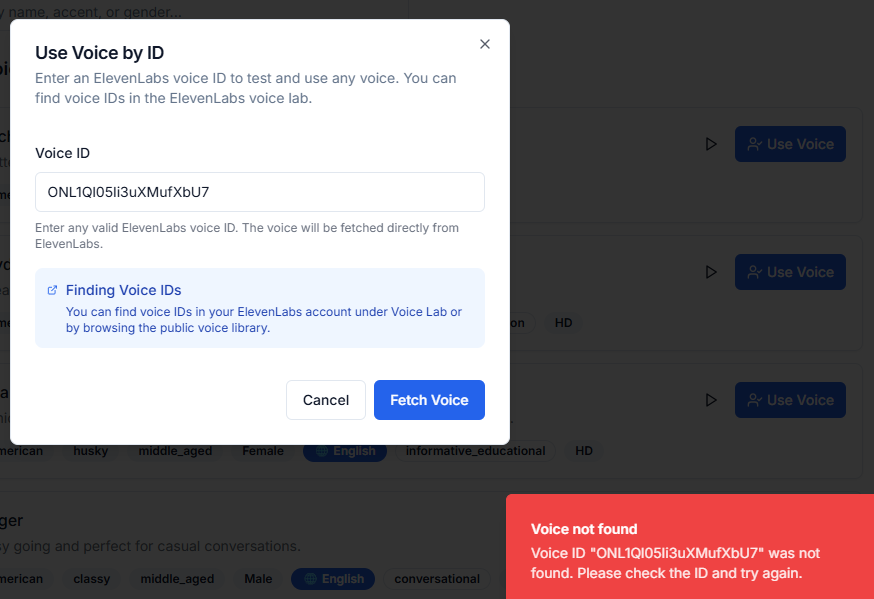 y name, accent, or gender...
Use Voice by ID
Enter an ElevenLabs voice ID to test and use any voice. You can
find voice IDs in the ElevenLabs voice lab.
Use Voice
Voice ID
ONL1Ql05Ii3uXMufXbU7
Enter any valid ElevenLabs voice ID. The voice will be fetched directly from
ElevenLabs.
Use Voice
Finding Voice IDs
You can find voice IDs in your ElevenLabs account under Voice Lab or
by browsing the public voice library.
on HD
Cancel Fetch Voice
Use Voice
merican husky middle_aged Female English informative_educational HD
Voice not found
Voice ID "ONL1Ql05Ii3uXMufXbU7" was not
found. Please check the ID and try again.
ger
sy going and perfect for casual conversations.
merican classy middle_aged Male English conversational